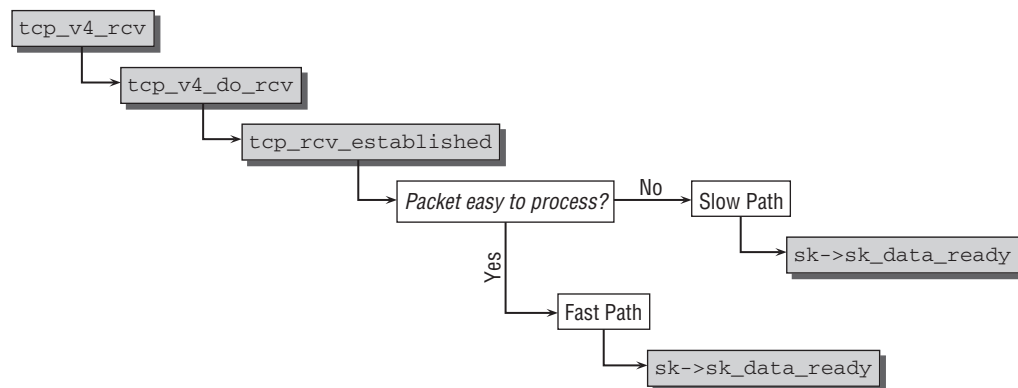 tcp_v4_rcv
tcp_v4_do_rcv
tcp_rcv_established
Packet easy to process?
No
Slow Path
sk->sk_data_ready
Yes
Fast Path
sk->sk_data_ready